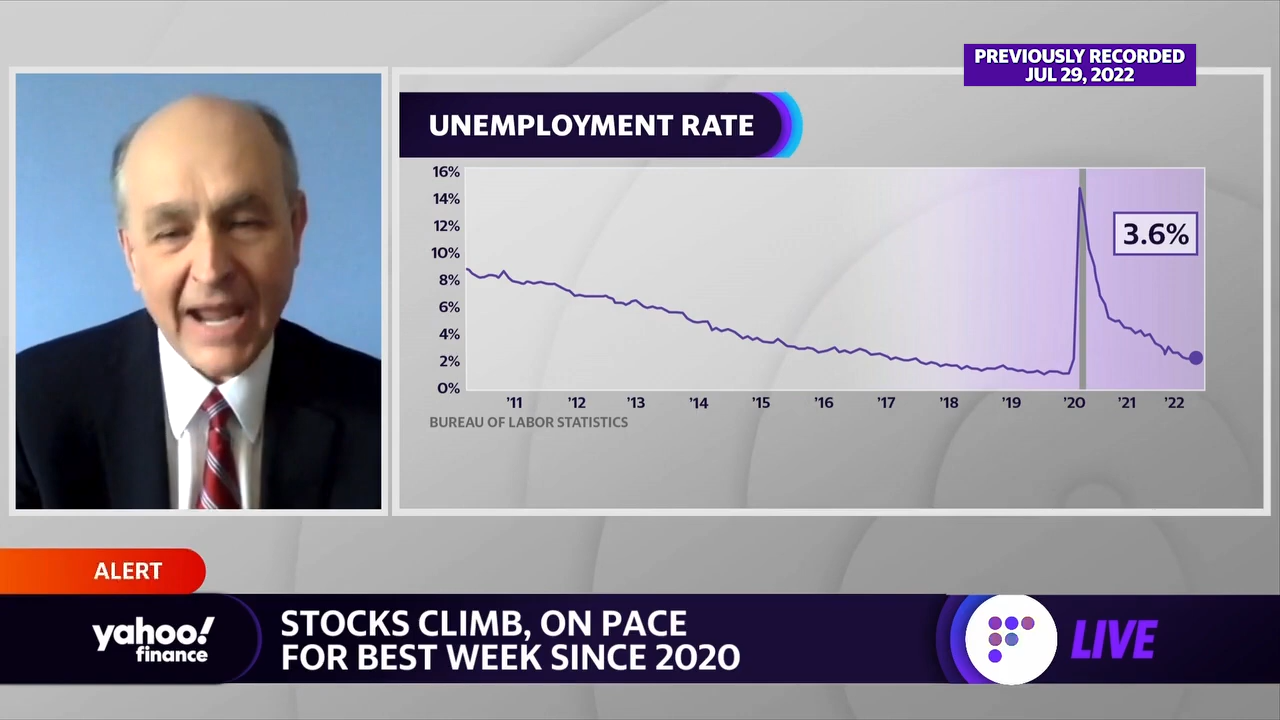 PREVIOUSLY RECORDED
JUL 29, 2022
UNEMPLOYMENT RATE
16%
14%
12%
10%
8%
6%
4%
2%
0%
3.6%
'11 '12 '13 '14 '15 '16 '17 '18 '19 '20 '21 '22
BUREAU OF LABOR STATISTICS
ALERT
yahoo!
finance
STOCKS CLIMB, ON PACE
FOR BEST WEEK SINCE 2020
LIVE